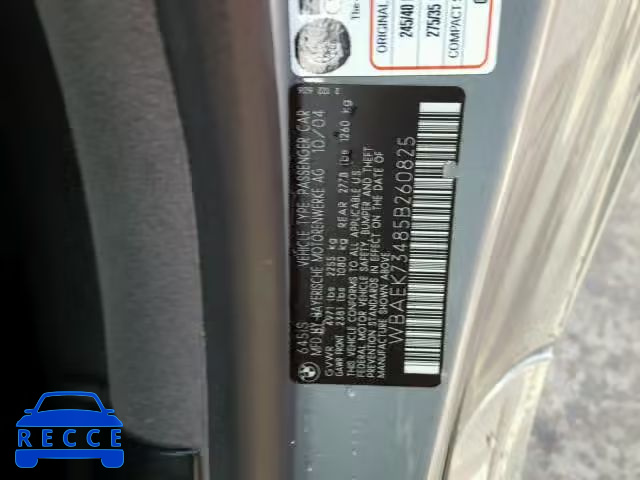 The
ORIGINAL
245/40
275/35
COMPACT
645iS
VEHICLE TYPE: PASSENGER CAR
MFD BY: BAYERISCHE MOTORENWERKE AG 10/04
GVWR 4971 lbs 2255 kg
GAWR FRONT 2381 lbs 1080 kg REAR 2778 lbs 1260 kg
THE VEHICLE CONFORMS TO ALL APPLICABLE U.S.
FEDERAL MOTOR VEHICLE SAFETY, BUMPER AND THEFT
PREVENTION STANDARDS IN EFFECT ON THE DATE OF
MANUFACTURE SHOWN ABOVE.
WBAEK73485B260825
RECCE